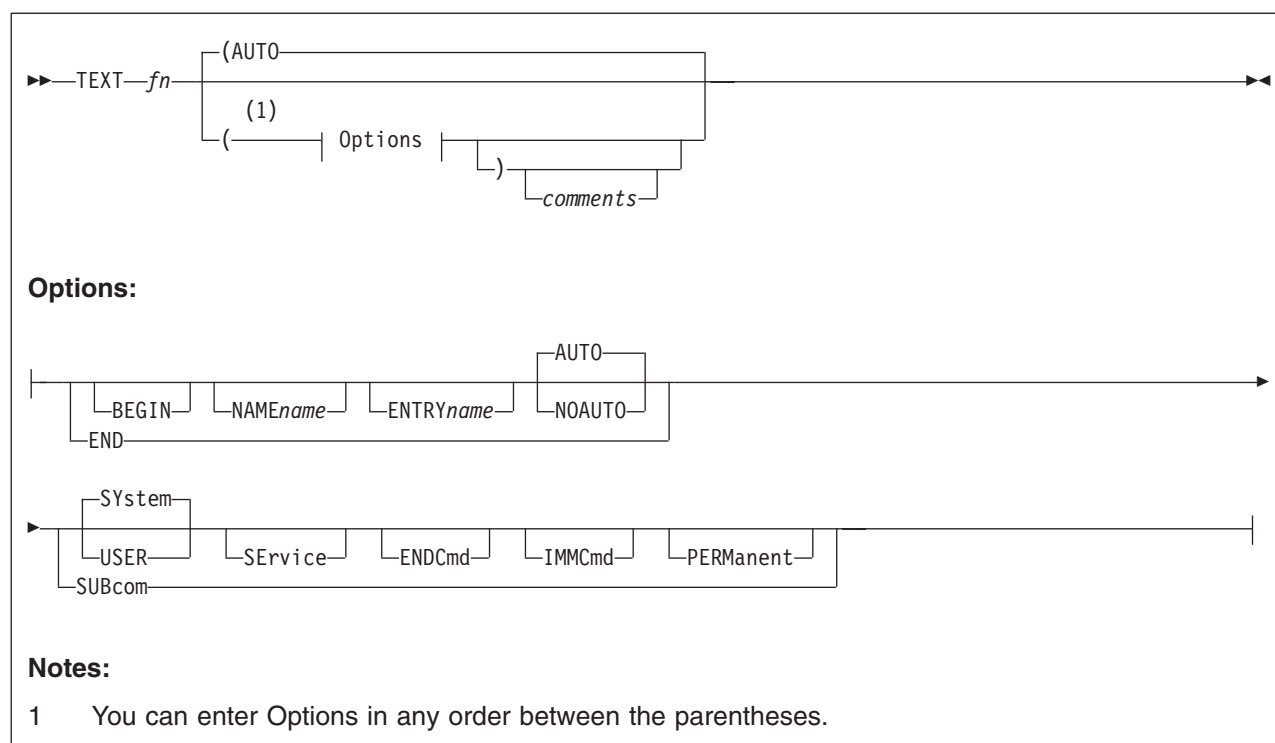 (AUTO
TEXT fn
(1)
( Options
)
comments
Options:
AUTO
BEGIN NAMEname ENTRYname NOAUTO
END
SYstem
USER SErvice ENDCmd IMMCmd PERManent
SUBcom
Notes:
1 You can enter Options in any order between the parentheses.